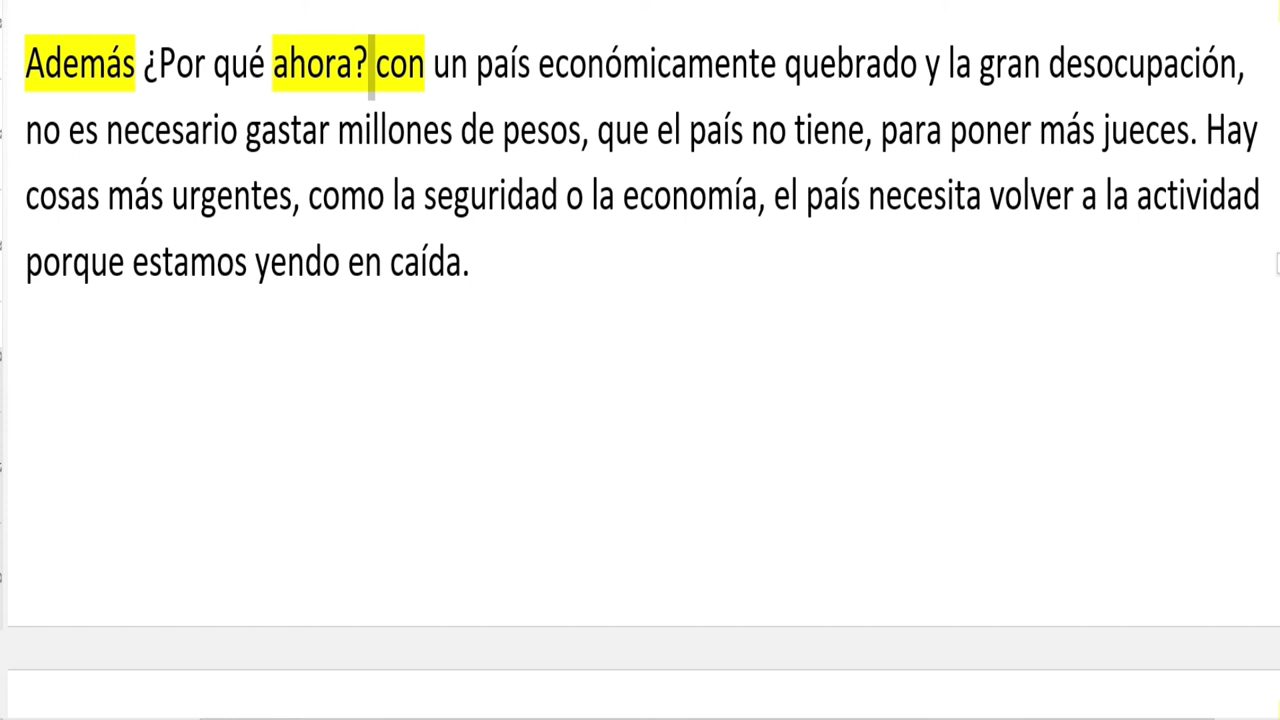 Además ¿Por qué ahora? con un país económicamente quebrado y la gran desocupación,
no es necesario gastar millones de pesos, que el país no tiene, para poner más jueces. Hay
cosas más urgentes, como la seguridad o la economía, el país necesita volver a la actividad
porque estamos yendo en caída.